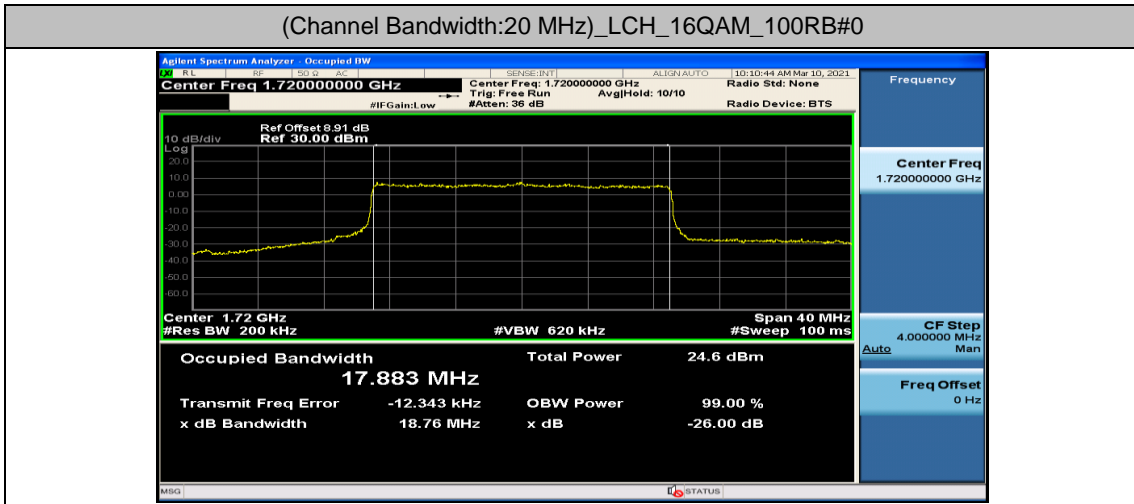 (Channel Bandwidth:20 MHz)_LCH_16QAM_100RB#0
Agilent Spectrum Analyzer - Occupied BW
LXI RL RF 50 Ω AC SENSE:INT ALIGN AUTO 10:10:44 AM Mar 10, 2021
Center Freq 1.720000000 GHz
Center Freq: 1.720000000 GHz Radio Std: None
Trig: Free Run Avg|Hold: 10/10
#IFGain:Low #Atten: 36 dB Radio Device: BTS
Ref Offset 8.91 dB
10 dB/div Ref 30.00 dBm
Log
20.0
10.0
0.00
-10.0
-20.0
-30.0
-40.0
-50.0
-60.0
Center 1.72 GHz Span 40 MHz
#Res BW 200 kHz #VBW 620 kHz #Sweep 100 ms
Occupied Bandwidth Total Power 24.6 dBm
17.883 MHz
Transmit Freq Error -12.343 kHz OBW Power 99.00 %
x dB Bandwidth 18.76 MHz x dB -26.00 dB
MSG STATUS
Frequency
Center Freq
1.720000000 GHz
CF Step
4.000000 MHz
Auto Man
Freq Offset
0 Hz